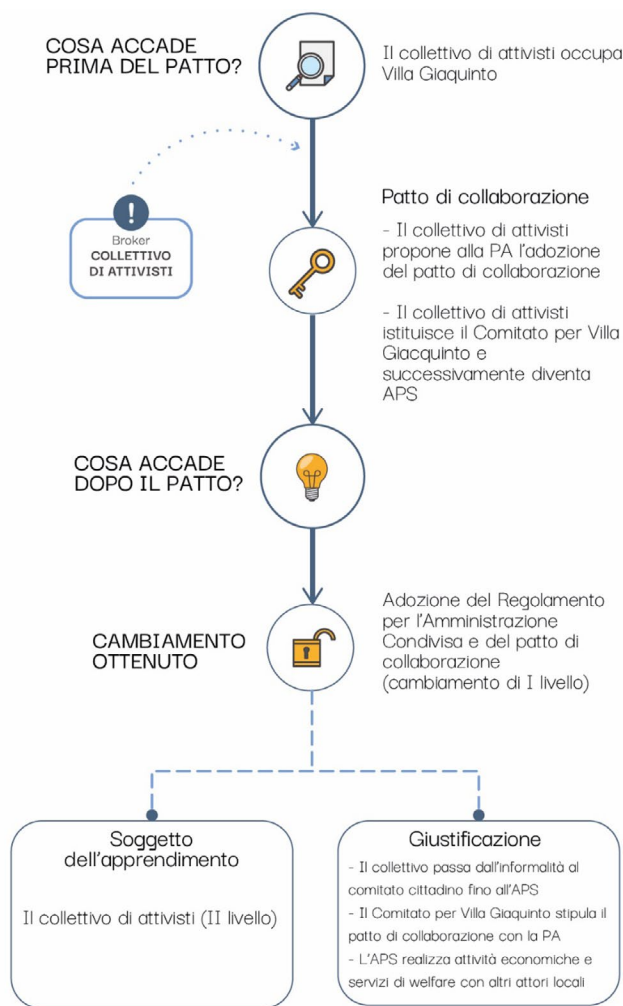 COSA ACCADE
PRIMA DEL PATTO?
Il collettivo di attivisti occupa
Villa Giaquinto
!
Broker
COLLETTIVO
DI ATTIVISTI
Patto di collaborazione
- Il collettivo di attivisti
propone alla PA l'adozione
del patto di collaborazione
- Il collettivo di attivisti
istituisce il Comitato per Villa
Giacquinto e
successivamente diventa
APS
COSA ACCADE
DOPO IL PATTO?
CAMBIAMENTO
OTTENUTO
Adozione del Regolamento
per l'Amministrazione
Condivisa e del patto di
collaborazione
(cambiamento di I livello)
Soggetto
dell'apprendimento
Il collettivo di attivisti (II livello)
Giustificazione
- Il collettivo passa dall'informalità al
comitato cittadino fino all'APS
- Il Comitato per Villa Giaquinto stipula il
patto di collaborazione con la PA
- L'APS realizza attività economiche e
servizi di welfare con altri attori locali